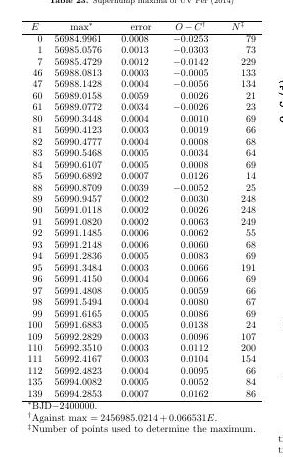 Table 23. Superhump maxima of UV Per (2014)
E max* error O − C† N‡
0 56984.9961 0.0008 −0.0253 79
1 56985.0576 0.0013 −0.0303 73
7 56985.4729 0.0012 −0.0142 229
46 56988.0813 0.0003 −0.0005 133
47 56988.1428 0.0004 −0.0056 134
60 56989.0158 0.0059 0.0026 21
61 56989.0772 0.0034 −0.0026 23
80 56990.3448 0.0004 0.0010 69
81 56990.4123 0.0003 0.0019 66
82 56990.4777 0.0004 0.0008 68
83 56990.5468 0.0005 0.0034 64
84 56990.6107 0.0005 0.0008 69
85 56990.6892 0.0007 0.0126 14
88 56990.8709 0.0039 −0.0052 25
89 56990.9457 0.0002 0.0030 248
90 56991.0118 0.0002 0.0026 248
91 56991.0820 0.0002 0.0063 249
92 56991.1485 0.0006 0.0062 55
93 56991.2148 0.0006 0.0060 68
94 56991.2836 0.0005 0.0083 69
95 56991.3484 0.0003 0.0066 191
96 56991.4150 0.0004 0.0066 69
97 56991.4808 0.0005 0.0059 66
98 56991.5494 0.0004 0.0080 67
99 56991.6165 0.0005 0.0086 69
100 56991.6883 0.0005 0.0138 24
109 56992.2829 0.0003 0.0096 107
110 56992.3510 0.0003 0.0112 200
111 56992.4167 0.0003 0.0104 154
112 56992.4823 0.0004 0.0095 66
135 56994.0082 0.0005 0.0052 84
139 56994.2853 0.0007 0.0162 86
*BJD−2400000.
†Against max = 2456985.0214 + 0.066531E.
‡Number of points used to determine the maximum.